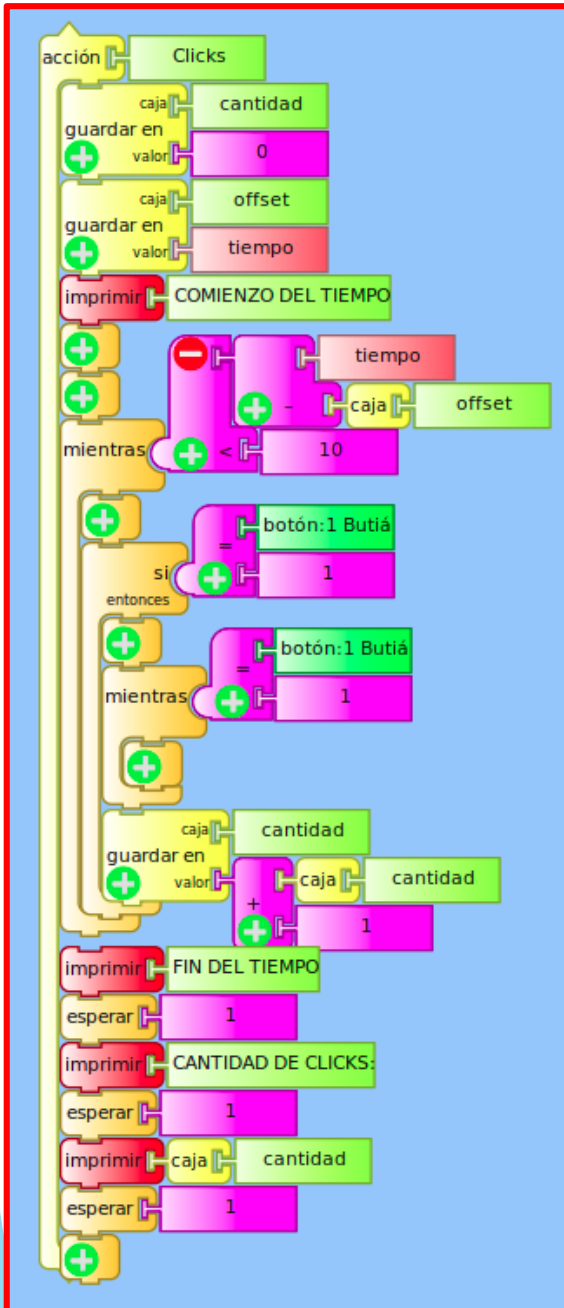 acción Clicks
caja cantidad
guardar en
valor 0
caja offset
guardar en
valor tiempo
imprimir COMIENZO DEL TIEMPO
tiempo
- caja offset
mientras < 10
botón:1 Butiá
=
si 1
entonces
botón:1 Butiá
=
mientras 1
caja cantidad
guardar en
valor caja cantidad
+
1
imprimir FIN DEL TIEMPO
esperar 1
imprimir CANTIDAD DE CLICKS:
esperar 1
imprimir caja cantidad
esperar 1